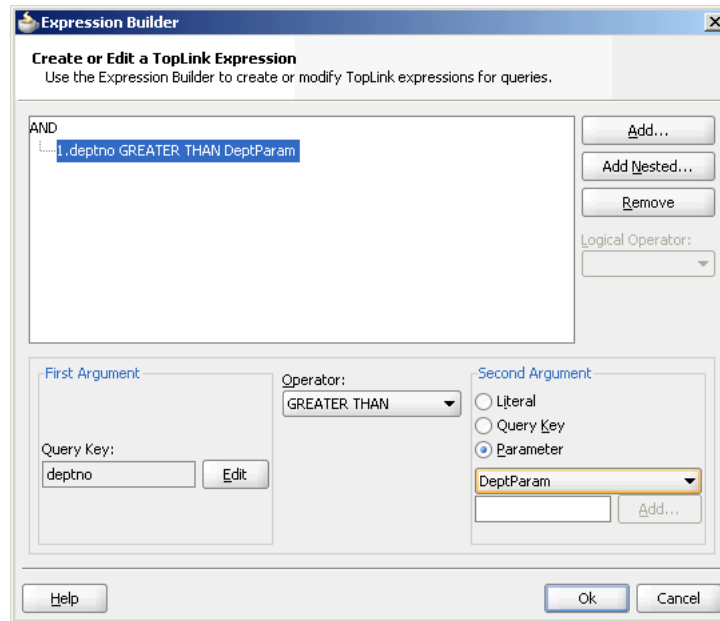 Expression Builder
Create or Edit a TopLink Expression
Use the Expression Builder to create or modify TopLink expressions for queries.
AND
1.deptno GREATER THAN DeptParam
Add...
Add Nested...
Remove
Logical Operator:
First Argument
Query Key:
deptno
Edit
Operator:
GREATER THAN
Second Argument
Literal
Query Key
Parameter
DeptParam
Add...
Help
Ok
Cancel